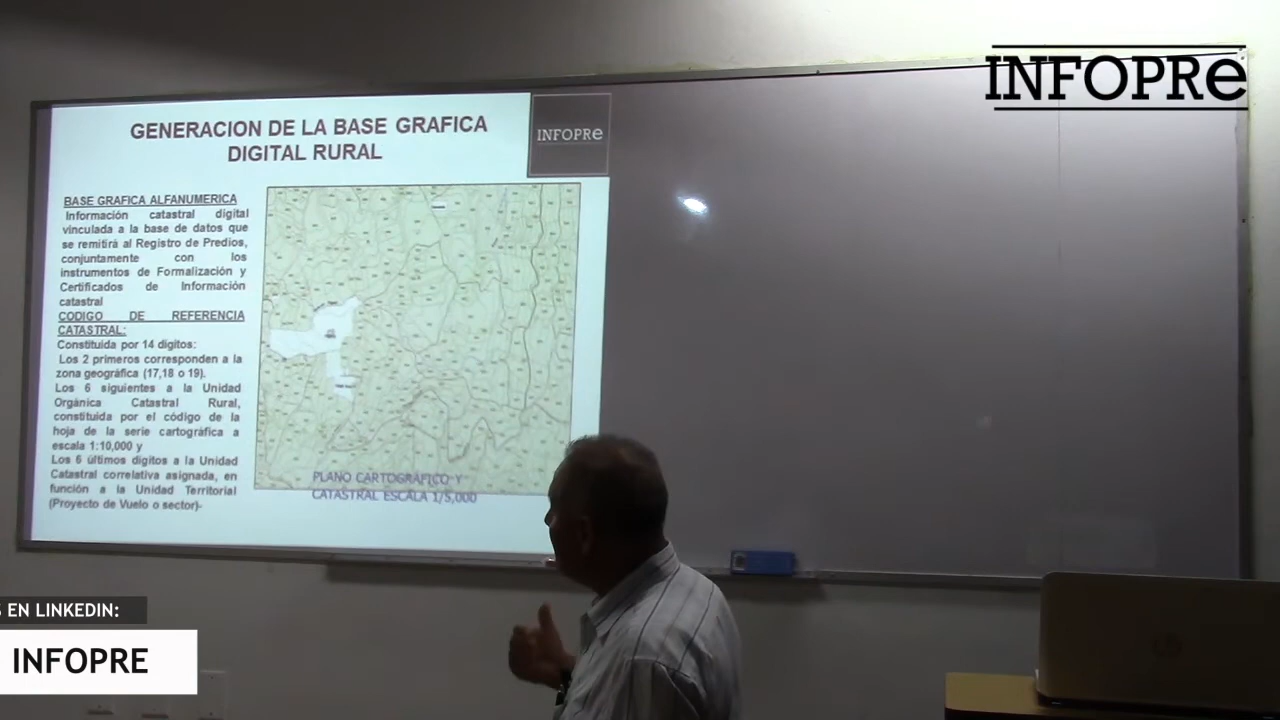 INFOPRe
GENERACION DE LA BASE GRAFICA
DIGITAL RURAL
INFOPRe
BASE GRAFICA ALFANUMERICA
Información catastral digital
vinculada a la base de datos que
se remitirá al Registro de Predios,
conjuntamente con los
instrumentos de Formalización y
Certificados de Información
catastral
CODIGO DE REFERENCIA
CATASTRAL:
Constituida por 14 digitos:
Los 2 primeros corresponden a la
zona geográfica (17,18 o 19).
Los 6 siguientes a la Unidad
Orgánica Catastral Rural,
constituida por el código de la
hoja de la serie cartográfica a
escala 1:10,000 y
Los 6 últimos digitos a la Unidad
Catastral correlativa asignada, en
función a la Unidad Territorial
(Proyecto de Vuelo o sector)-
PLANO CARTOGRÁFICO Y
CATASTRAL ESCALA 1/5,000
S EN LINKEDIN:
INFOPRE